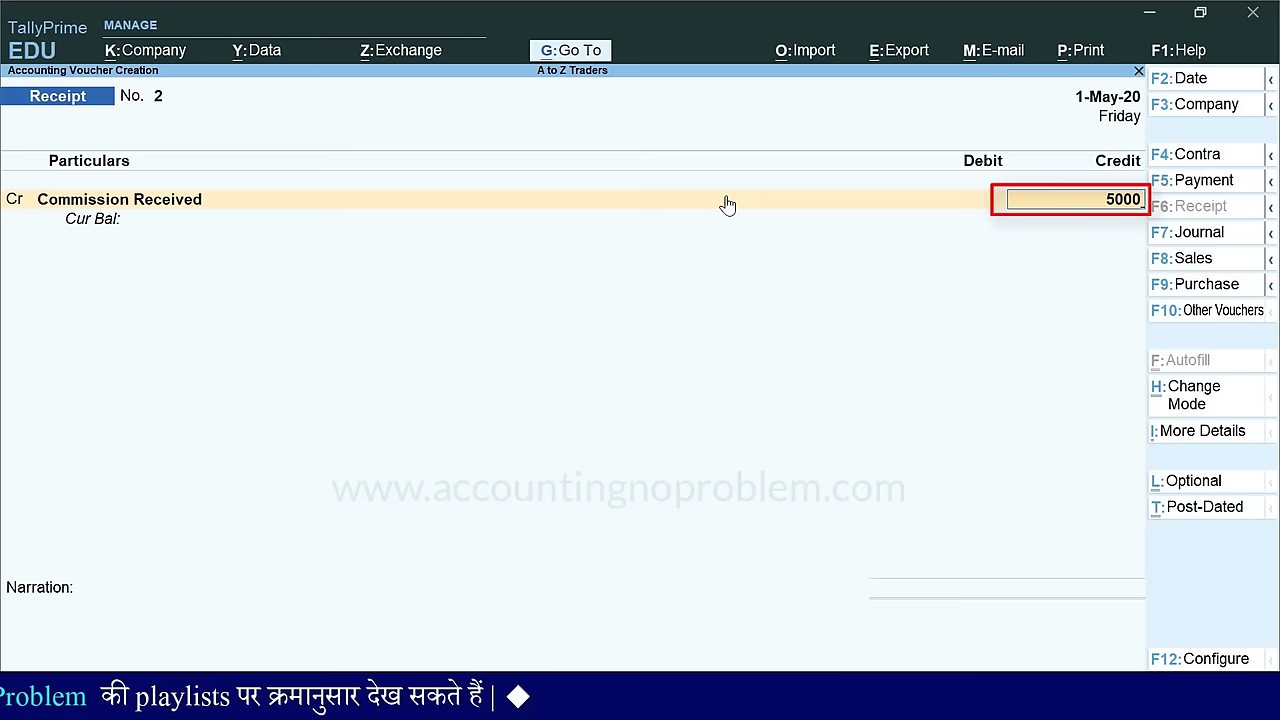 TallyPrime MANAGE
EDU K:Company Y:Data Z:Exchange G:Go To O:Import E:Export M:E-mail P:Print F1:Help
Accounting Voucher Creation A to Z Traders
Receipt No. 2 1-May-20
Friday
Particulars Debit Credit
Cr Commission Received 5000
Cur Bal:
F2:Date
F3:Company
F4:Contra
F5:Payment
F6:Receipt
F7:Journal
F8:Sales
F9:Purchase
F10:Other Vouchers
F:Autofill
H:Change
Mode
I:More Details
L:Optional
T:Post-Dated
www.accountingnoproblem.com
Narration:
F12:Configure
Problem की playlists पर क्रमानुसार देख सकते हैं | ◆